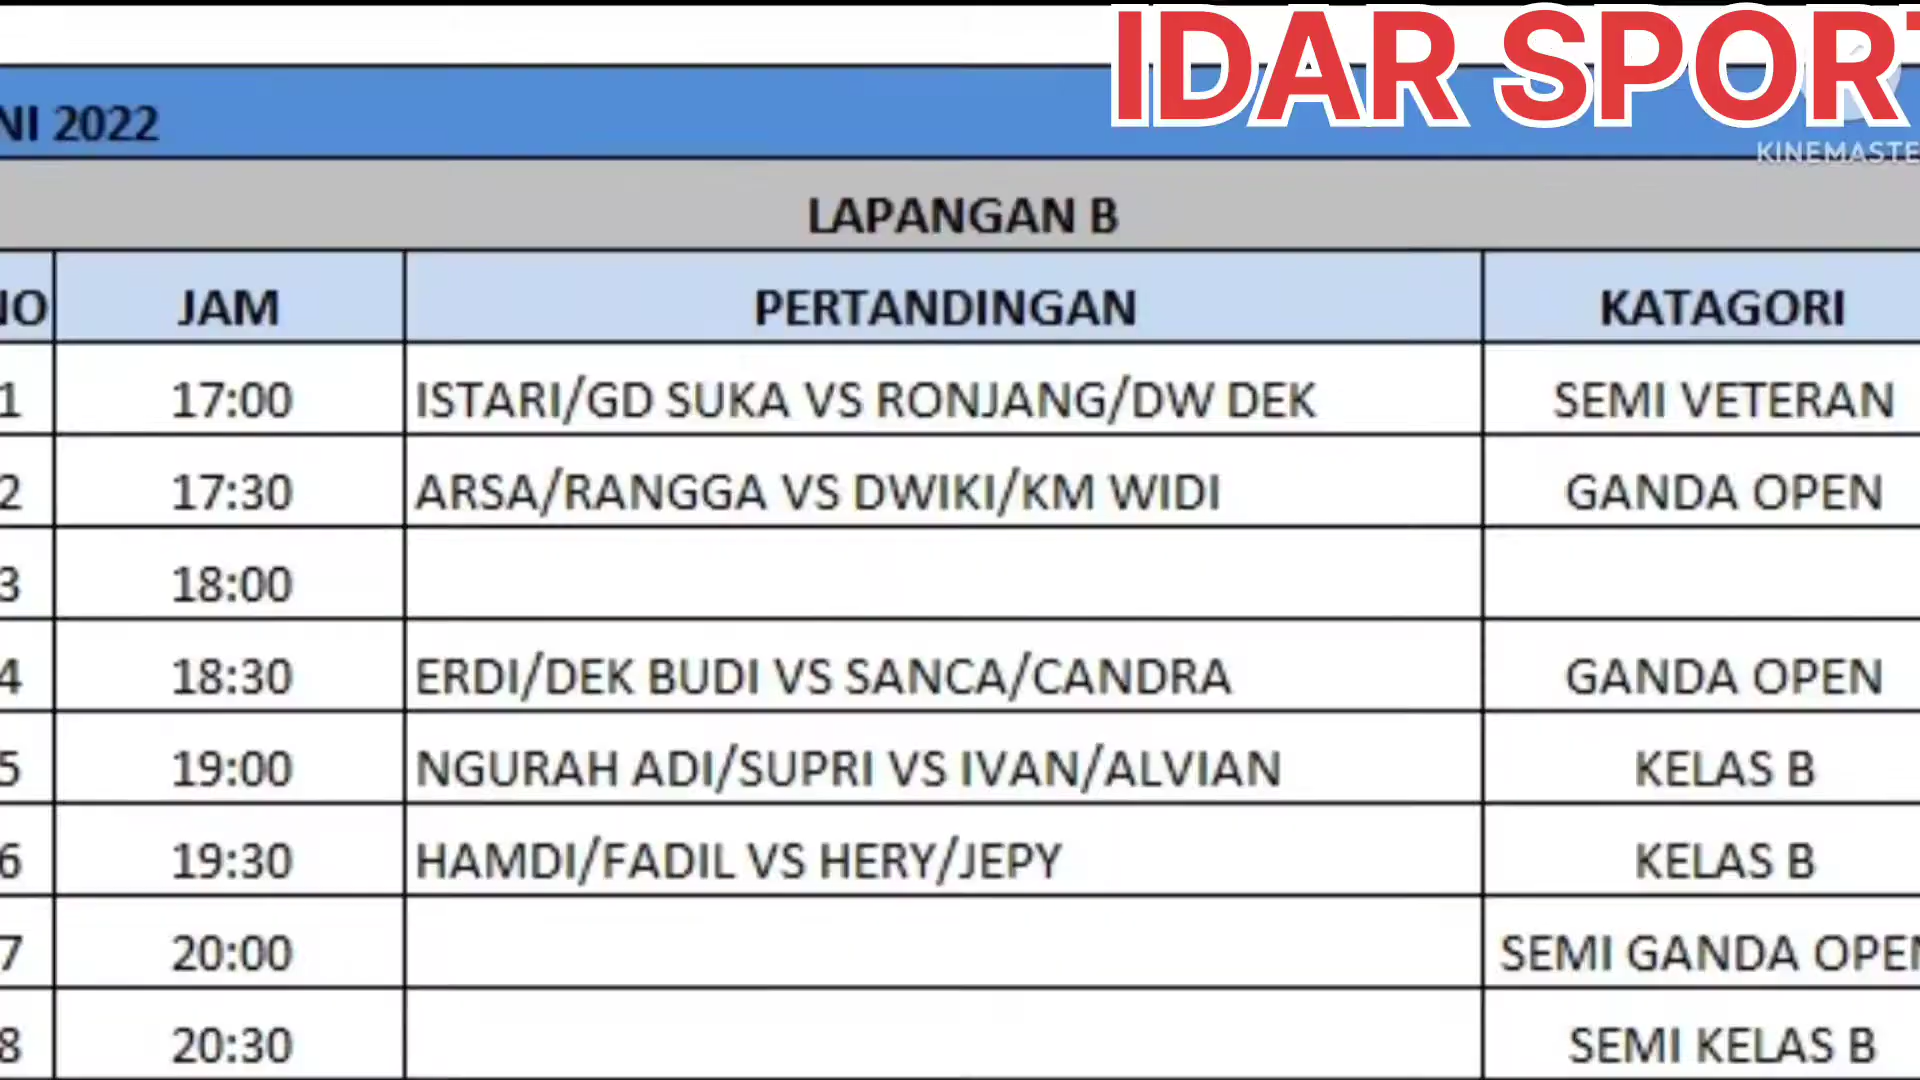 IDAR SPORT
NI 2022
KINEMASTE
LAPANGAN B
NO JAM PERTANDINGAN KATAGORI
1 17:00 ISTARI/GD SUKA VS RONJANG/DW DEK SEMI VETERAN
2 17:30 ARSA/RANGGA VS DWIKI/KM WIDI GANDA OPEN
3 18:00
4 18:30 ERDI/DEK BUDI VS SANCA/CANDRA GANDA OPEN
5 19:00 NGURAH ADI/SUPRI VS IVAN/ALVIAN KELAS B
6 19:30 HAMDI/FADIL VS HERY/JEPY KELAS B
7 20:00 SEMI GANDA OPEN
8 20:30 SEMI KELAS B